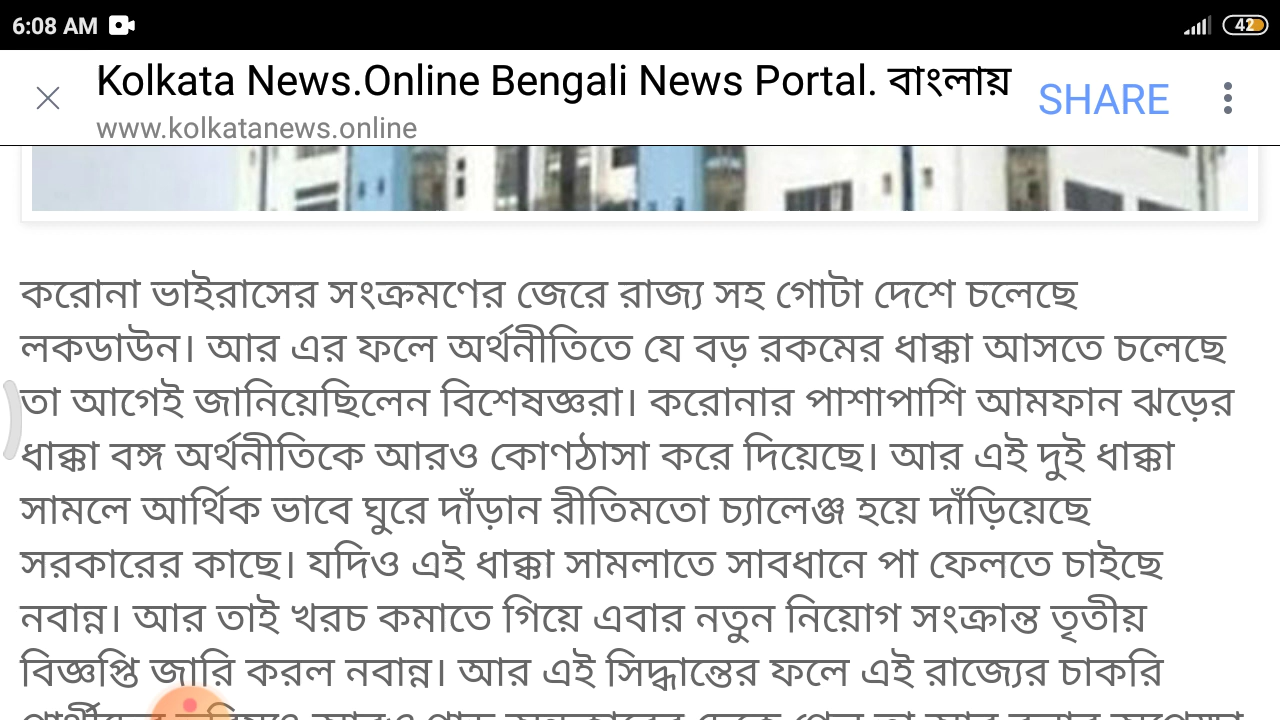 6:08 AM
42
Kolkata News.Online Bengali News Portal. বাংলায়
www.kolkatanews.online
SHARE
করোনা ভাইরাসের সংক্রমণের জেরে রাজ্য সহ গোটা দেশে চলেছে
লকডাউন। আর এর ফলে অর্থনীতিতে যে বড় রকমের ধাক্কা আসতে চলেছে
তা আগেই জানিয়েছিলেন বিশেষজ্ঞরা। করোনার পাশাপাশি আমফান ঝড়ের
ধাক্কা বঙ্গ অর্থনীতিকে আরও কোণঠাসা করে দিয়েছে। আর এই দুই ধাক্কা
সামলে আর্থিক ভাবে ঘুরে দাঁড়ান রীতিমতো চ্যালেঞ্জ হয়ে দাঁড়িয়েছে
সরকারের কাছে। যদিও এই ধাক্কা সামলাতে সাবধানে পা ফেলতে চাইছে
নবান্ন। আর তাই খরচ কমাতে গিয়ে এবার নতুন নিয়োগ সংক্রান্ত তৃতীয়
বিজ্ঞপ্তি জারি করল নবান্ন। আর এই সিদ্ধান্তের ফলে এই রাজ্যের চাকরি